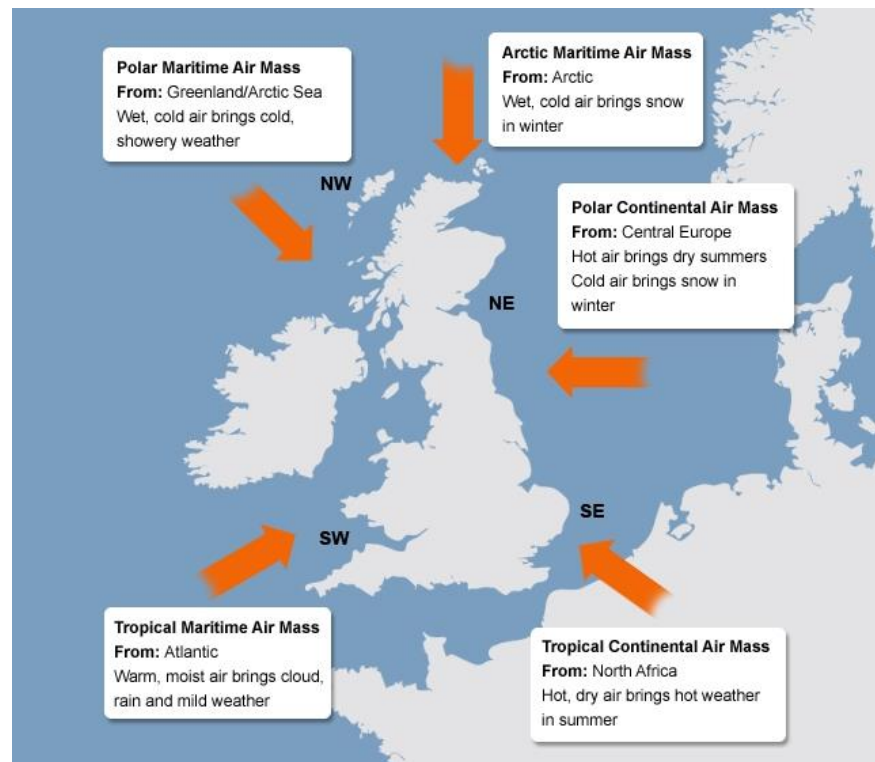 Polar Maritime Air Mass
From: Greenland/Arctic Sea
Wet, cold air brings cold,
showery weather
Arctic Maritime Air Mass
From: Arctic
Wet, cold air brings snow
in winter
NW
Polar Continental Air Mass
From: Central Europe
Hot air brings dry summers
Cold air brings snow in
winter
NE
SE
SW
Tropical Maritime Air Mass
From: Atlantic
Warm, moist air brings cloud,
rain and mild weather
Tropical Continental Air Mass
From: North Africa
Hot, dry air brings hot weather
in summer